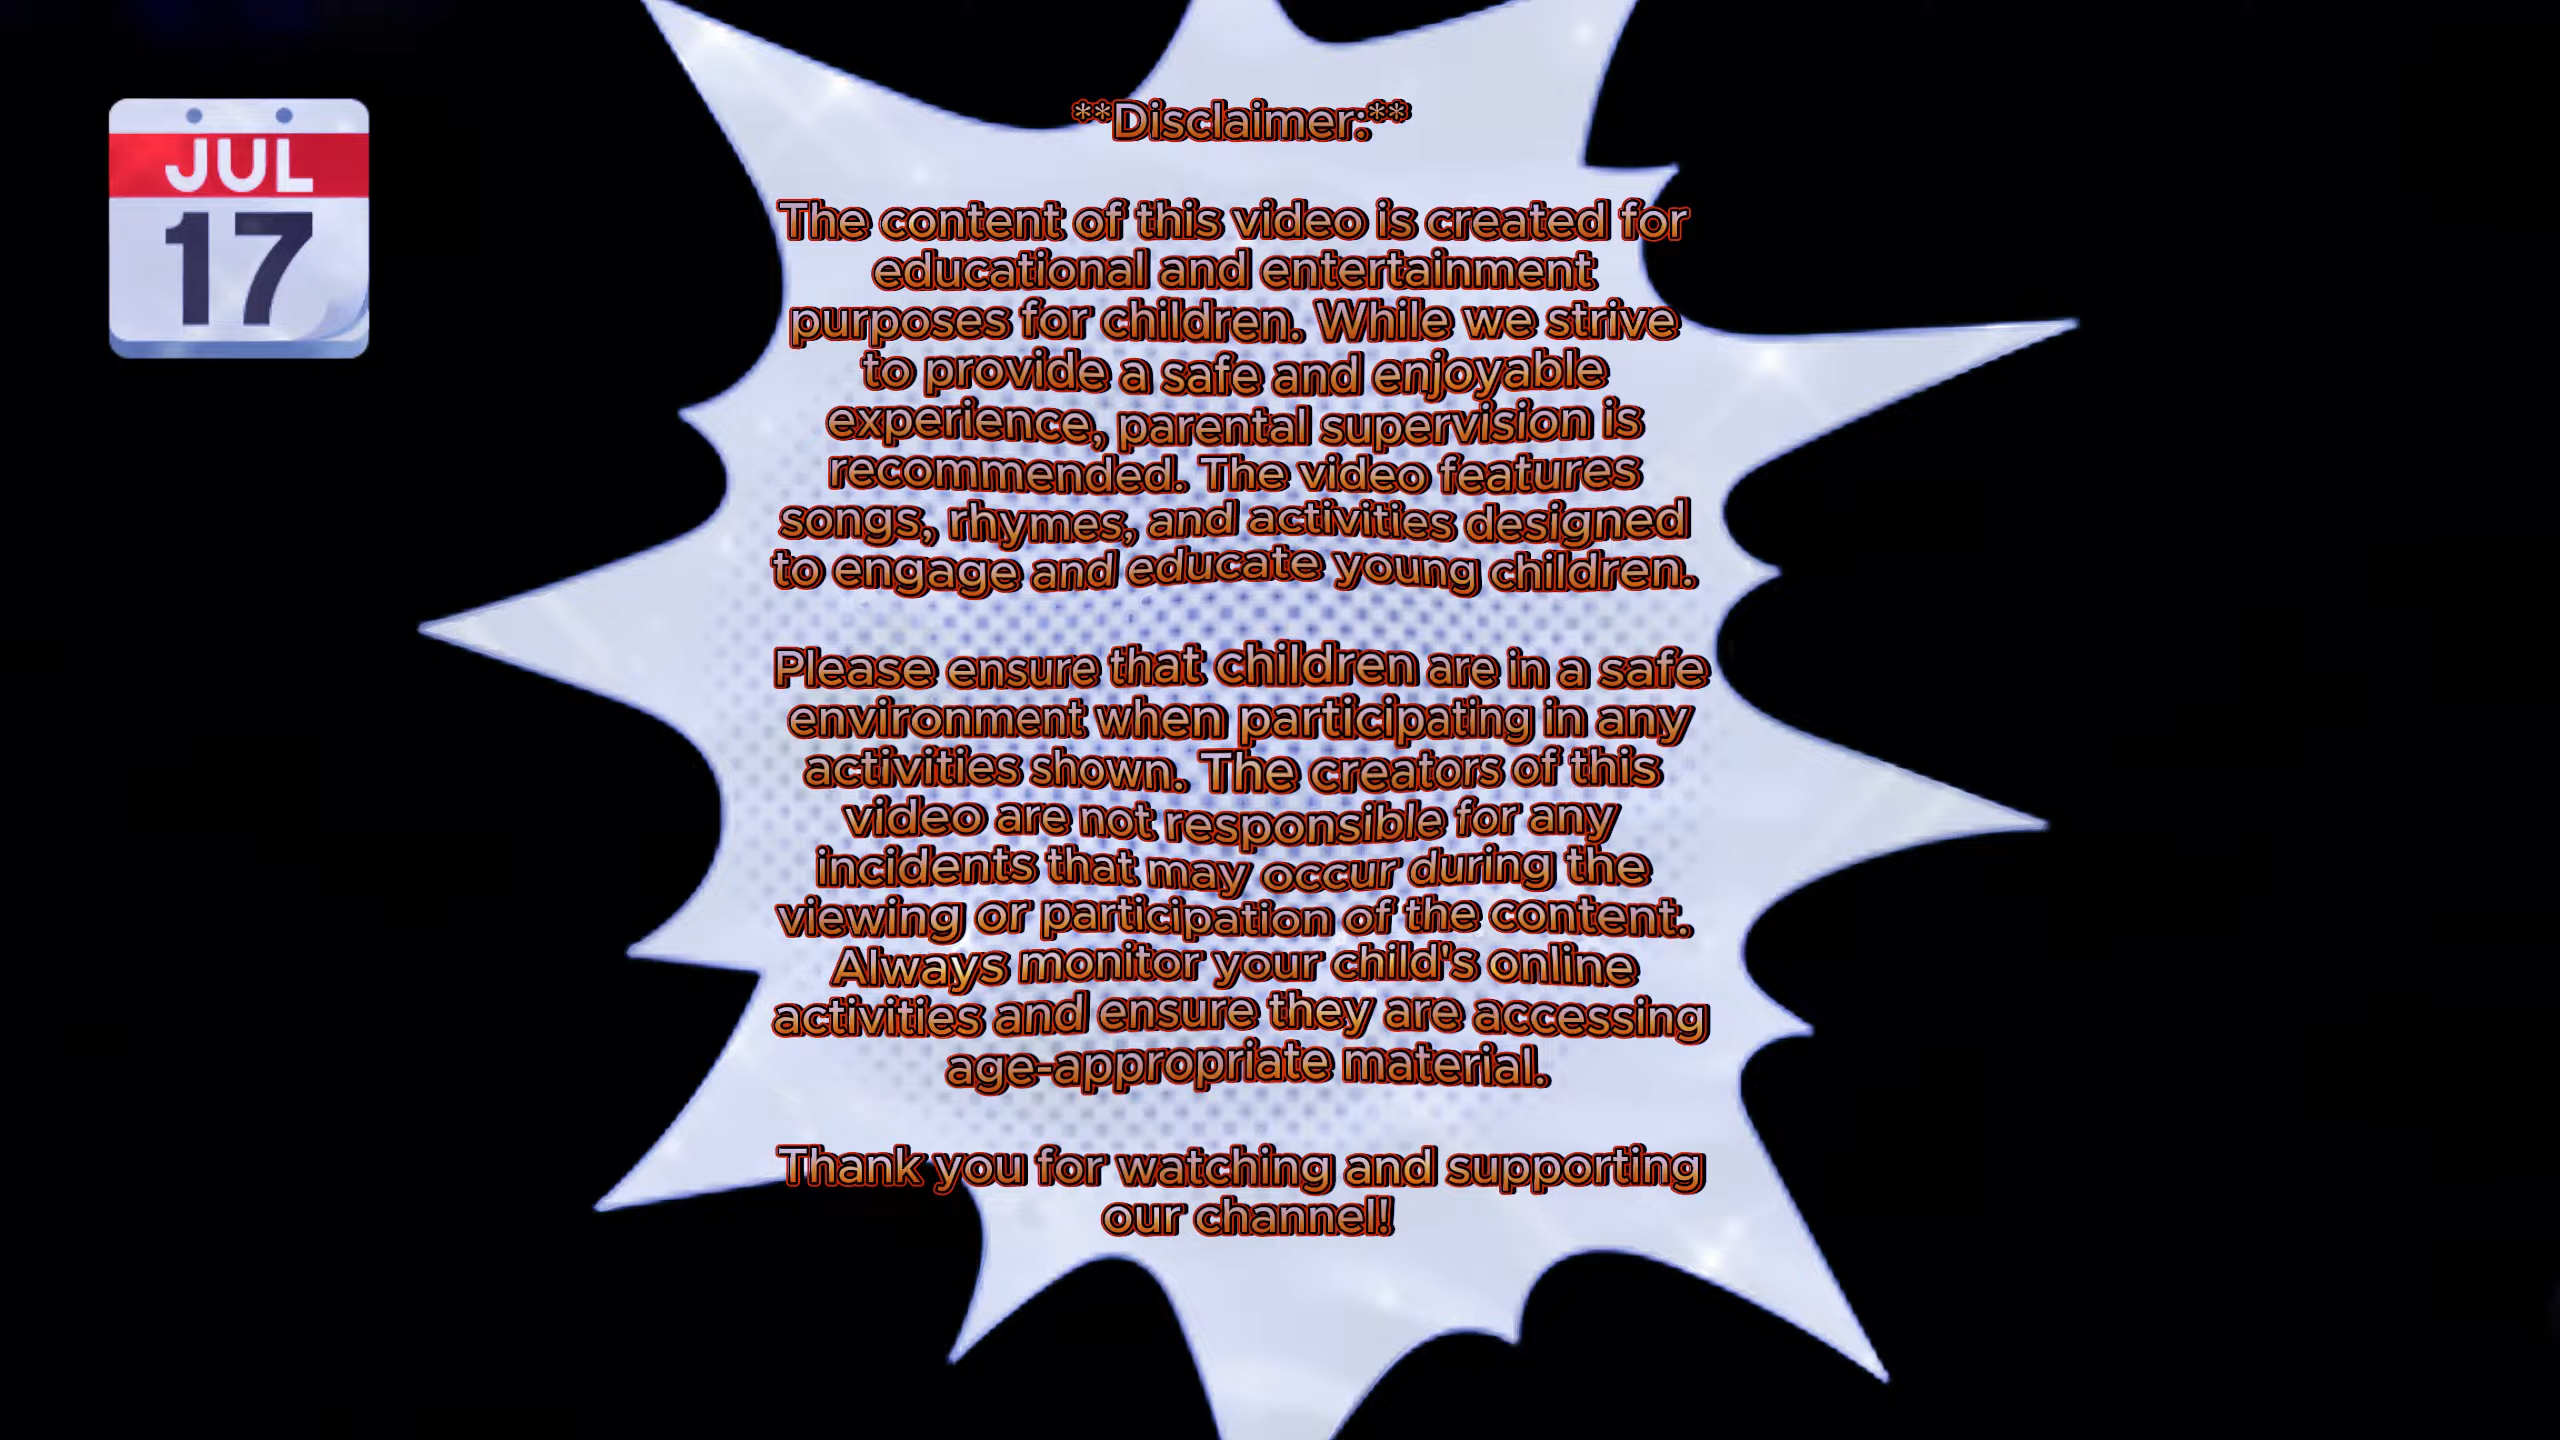 JUL
17
**Disclaimer:**
The content of this video is created for
educational and entertainment
purposes for children. While we strive
to provide a safe and enjoyable
experience, parental supervision is
recommended. The video features
songs, rhymes, and activities designed
to engage and educate young children.
Please ensure that children are in a safe
environment when participating in any
activities shown. The creators of this
video are not responsible for any
incidents that may occur during the
viewing or participation of the content.
Always monitor your child's online
activities and ensure they are accessing
age-appropriate material.
Thank you for watching and supporting
our channel!